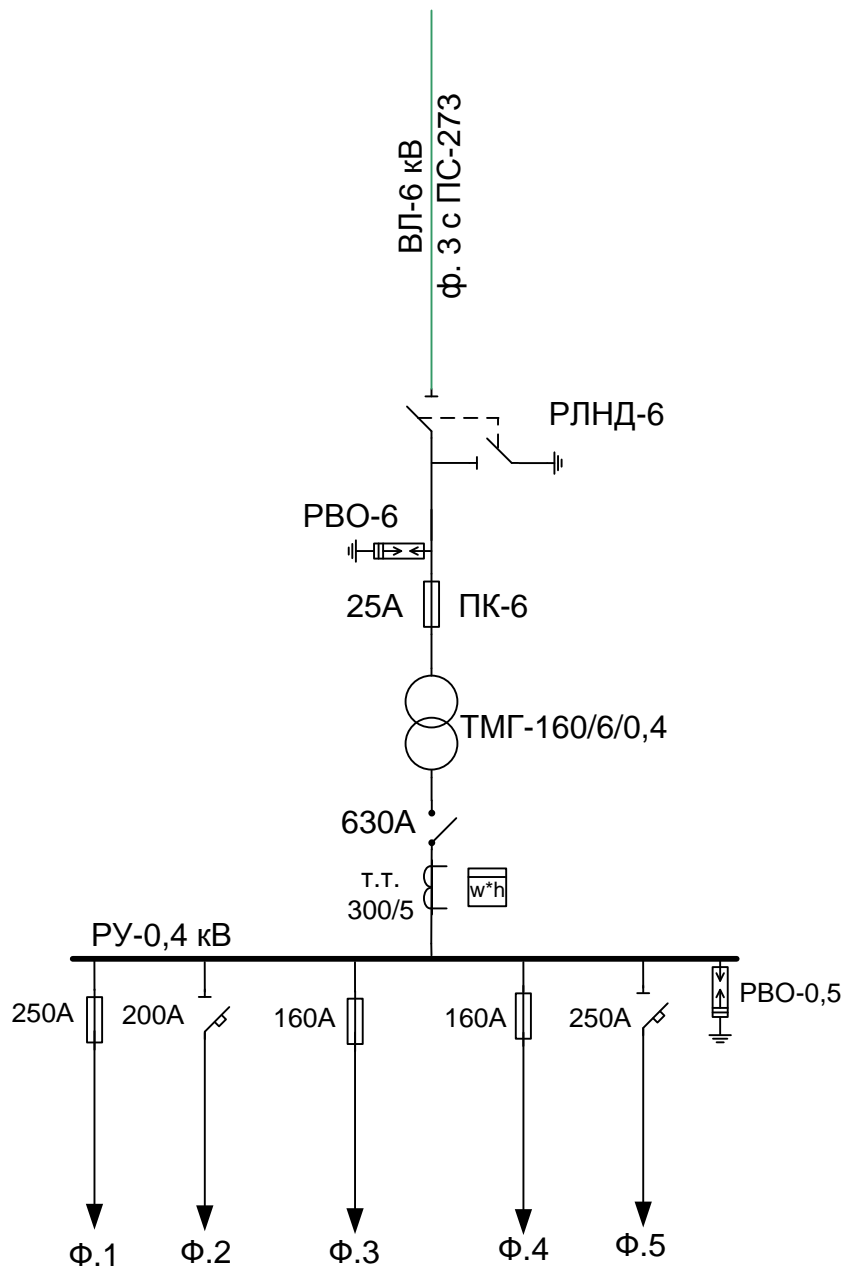 ВЛ-6 кВ
ф. 3 с ПС-273
РЛНД-6
РВО-6
25А
ПК-6
ТМГ-160/6/0,4
630А
т.т.
300/5
w*h
РУ-0,4 кВ
250А
200А
160А
160А
250А
РВО-0,5
Ф.1
Ф.2
Ф.3
Ф.4
Ф.5